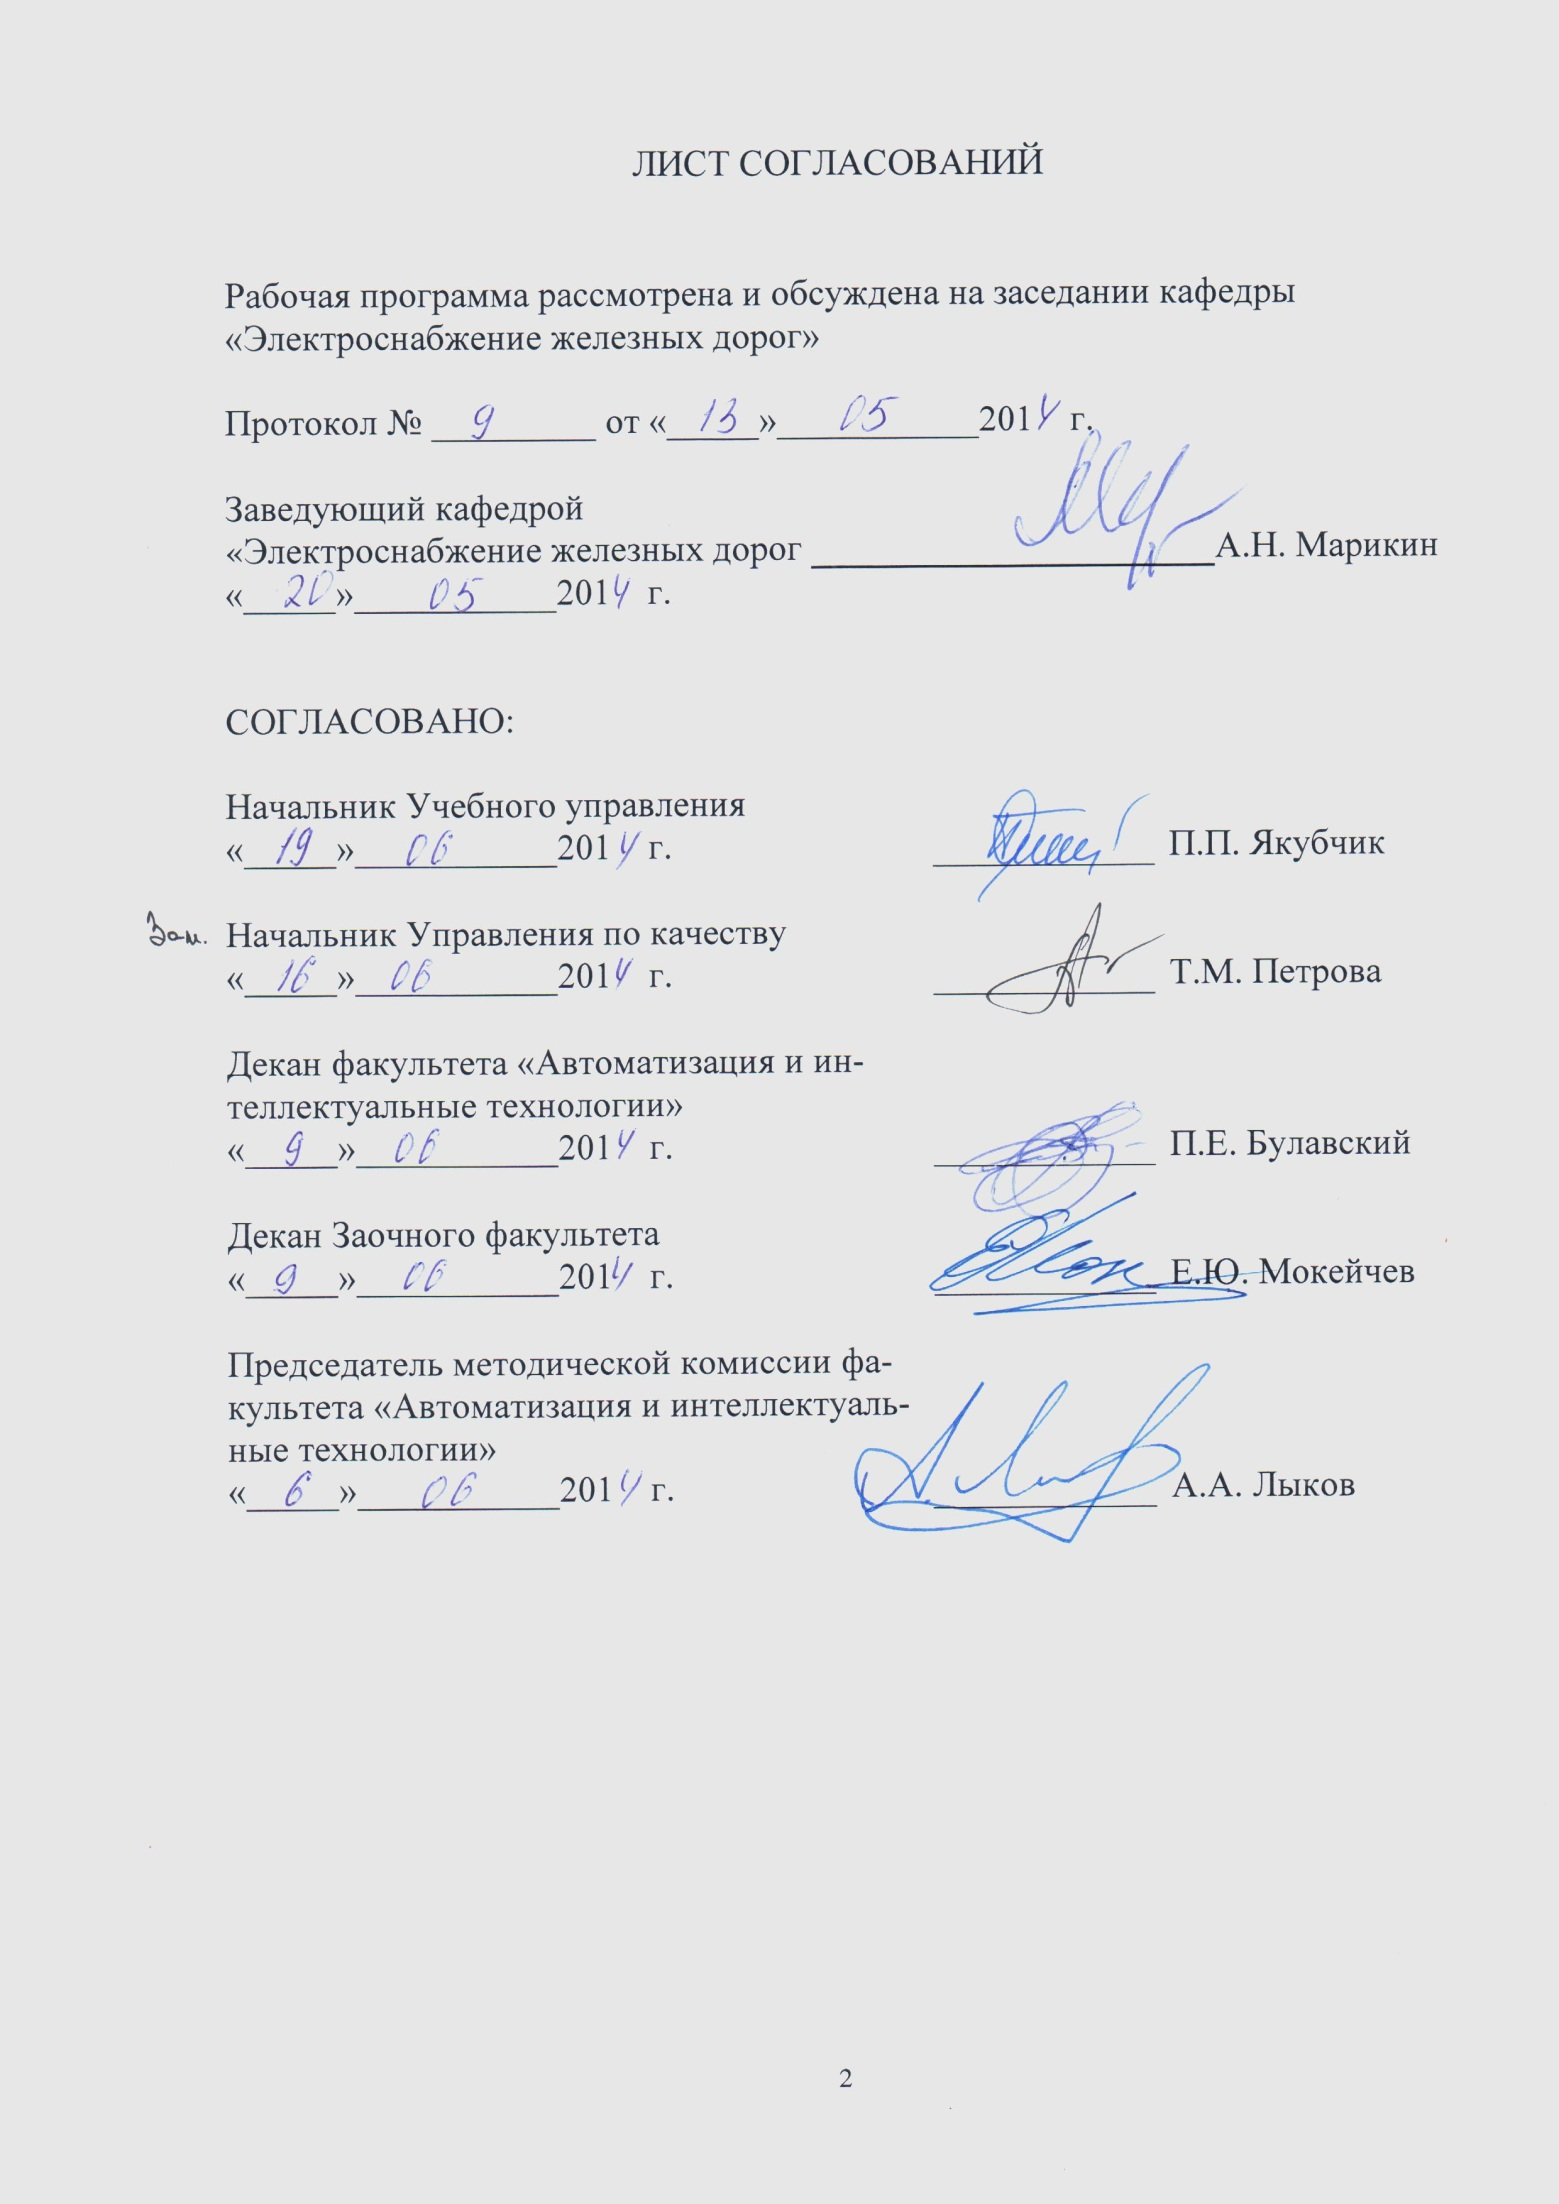 ЛИСТ СОГЛАСОВАНИЙ
Рабочая программа рассмотрена и обсуждена на заседании кафедры
«Электроснабжение железных дорог»
Протокол № 9 от «13» 05 2014 г.
Заведующий кафедрой
«Электроснабжение железных дорог А.Н. Марикин
«20» 05 2014 г.
СОГЛАСОВАНО:
Начальник Учебного управления
«19» 06 2014 г. П.П. Якубчик
Зам. Начальник Управления по качеству
«16» 06 2014 г. Т.М. Петрова
Декан факультета «Автоматизация и ин-
теллектуальные технологии»
«9» 06 2014 г. П.Е. Булавский
Декан Заочного факультета
«9» 06 2014 г. Е.Ю. Мокейчев
Председатель методической комиссии фа-
культета «Автоматизация и интеллектуаль-
ные технологии»
«6» 06 2014 г. А.А. Лыков
2